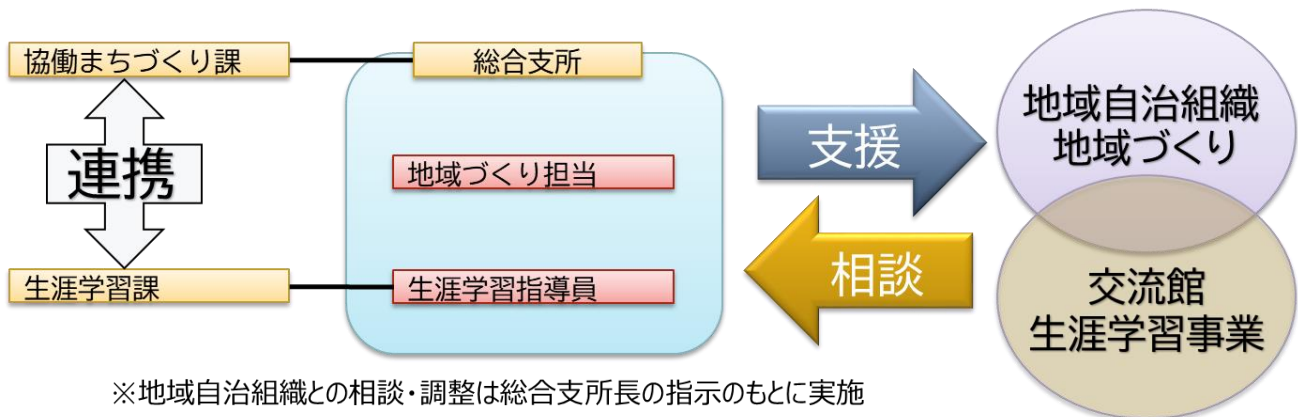 協働まちづくり課
総合支所
連携
地域づくり担当
生涯学習課
生涯学習指導員
支援
相談
地域自治組織
地域づくり
交流館
生涯学習事業
※地域自治組織との相談・調整は総合支所長の指示のもとに実施